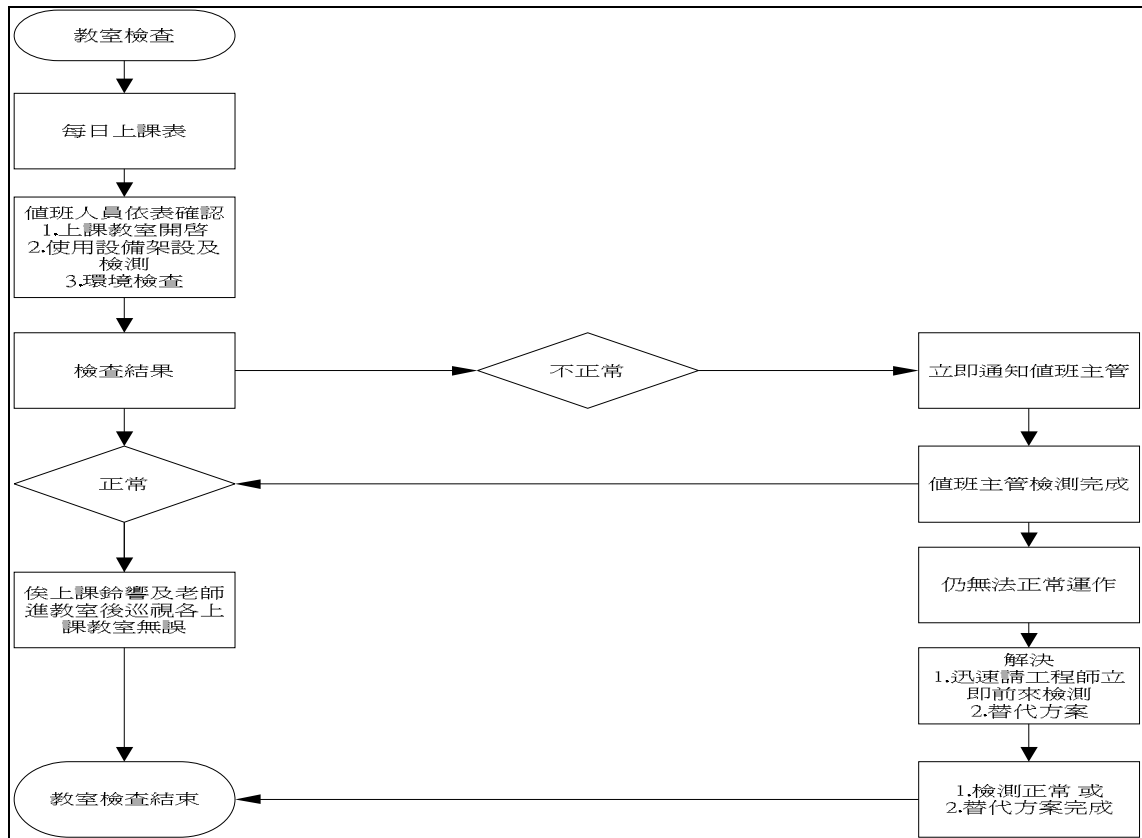 教室檢查
每日上課表
值班人員依表確認
1.上課教室開啓
2.使用設備架設及
檢測
3.環境檢查
檢查結果
不正常
立即通知值班主管
正常
值班主管檢測完成
仍無法正常運作
俟上課鈴響及老師
進教室後巡視各上
課教室無誤
解決
1.迅速請工程師立
即前來檢測
2.替代方案
教室檢查結束
1.檢測正常 或
2.替代方案完成